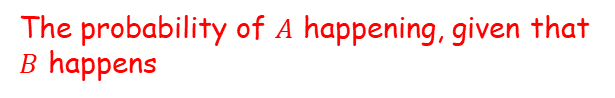 The probability of A happening, given that
B happens